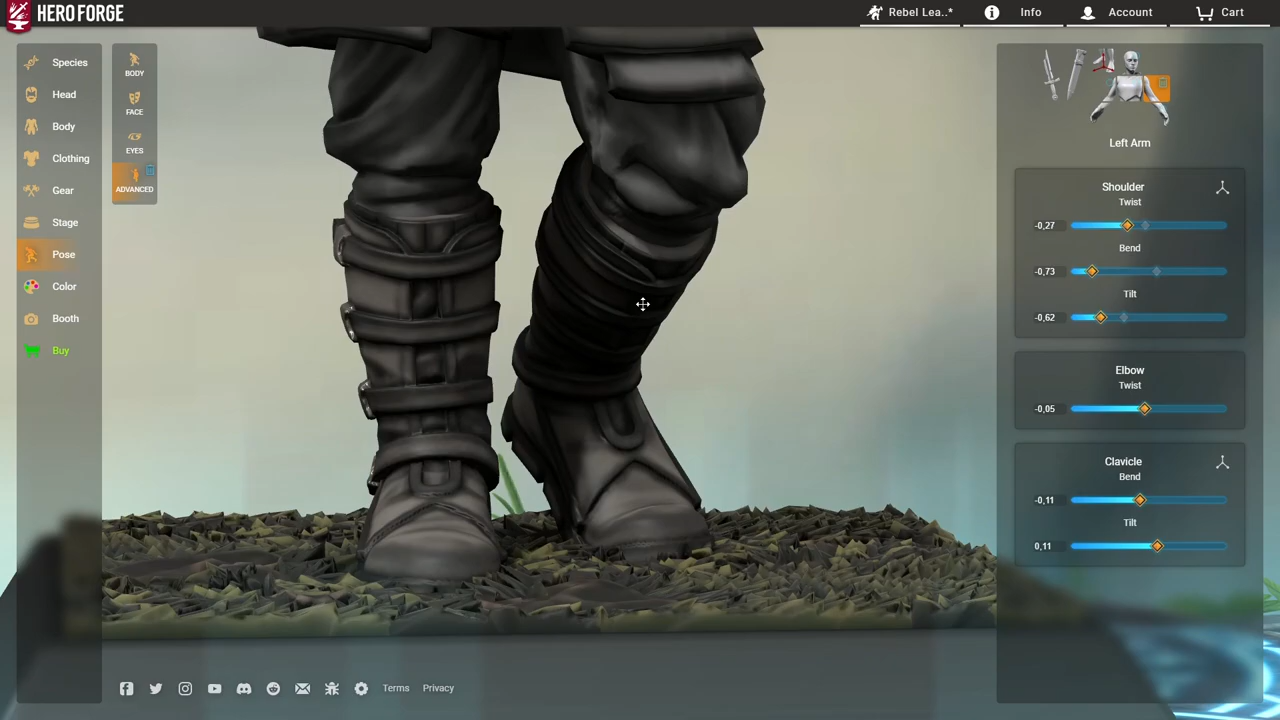 HERO FORGE
Rebel Lea..*
Info
Account
Cart
Species
Head
Body
Clothing
Gear
Stage
Pose
Color
Booth
Buy
BODY
FACE
EYES
ADVANCED
Left Arm
Shoulder
Twist
-0,27
Bend
-0,73
Tilt
-0,62
Elbow
Twist
-0,05
Clavicle
Bend
-0,11
Tilt
0,11
Terms
Privacy